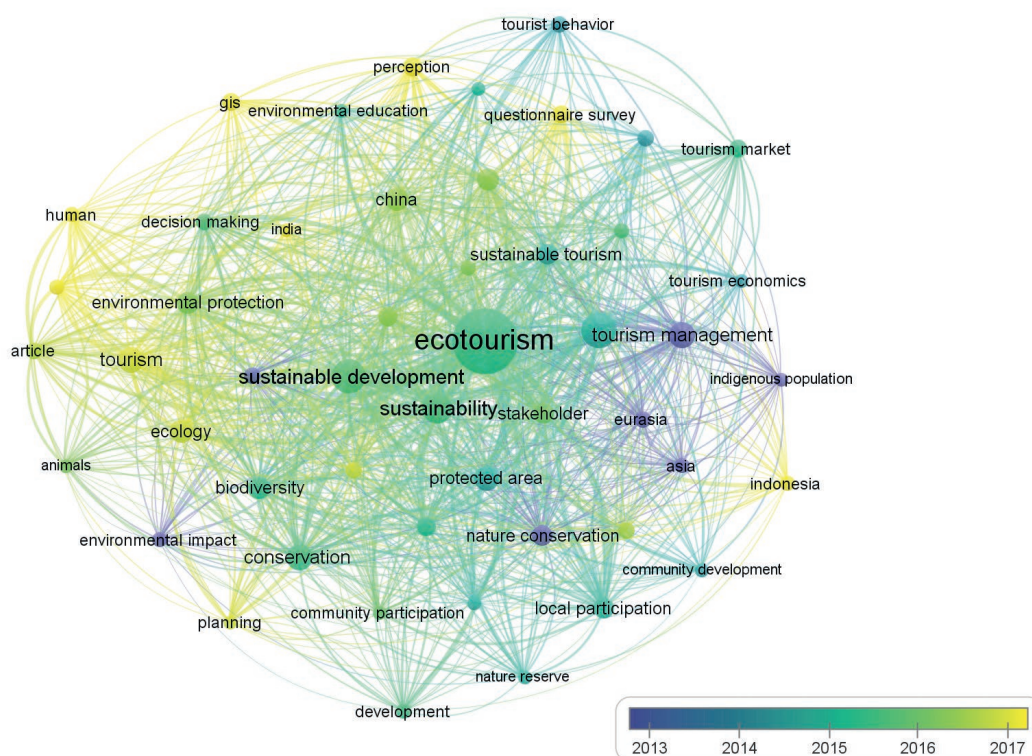 tourist behavior
perception
gis
environmental education
questionnaire survey
tourism market
china
human
decision making
india
sustainable tourism
tourism economics
environmental protection
ecotourism
tourism management
article
tourism
sustainable development
indigenous population
sustainability
stakeholder
eurasia
ecology
animals
asia
biodiversity
protected area
indonesia
environmental impact
nature conservation
conservation
community development
planning
community participation
local participation
nature reserve
development
2013 2014 2015 2016 2017